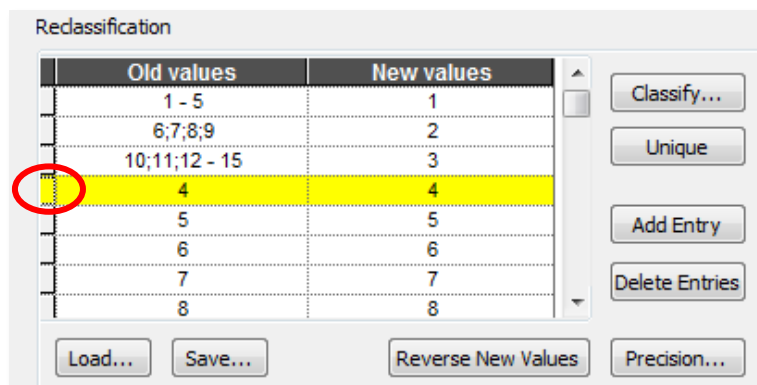 Reclassification
Old values New values
1 - 5 1
6;7;8;9 2
10;11;12 - 15 3
4 4
5 5
6 6
7 7
8 8
Classify...
Unique
Add Entry
Delete Entries
Load... Save... Reverse New Values Precision...